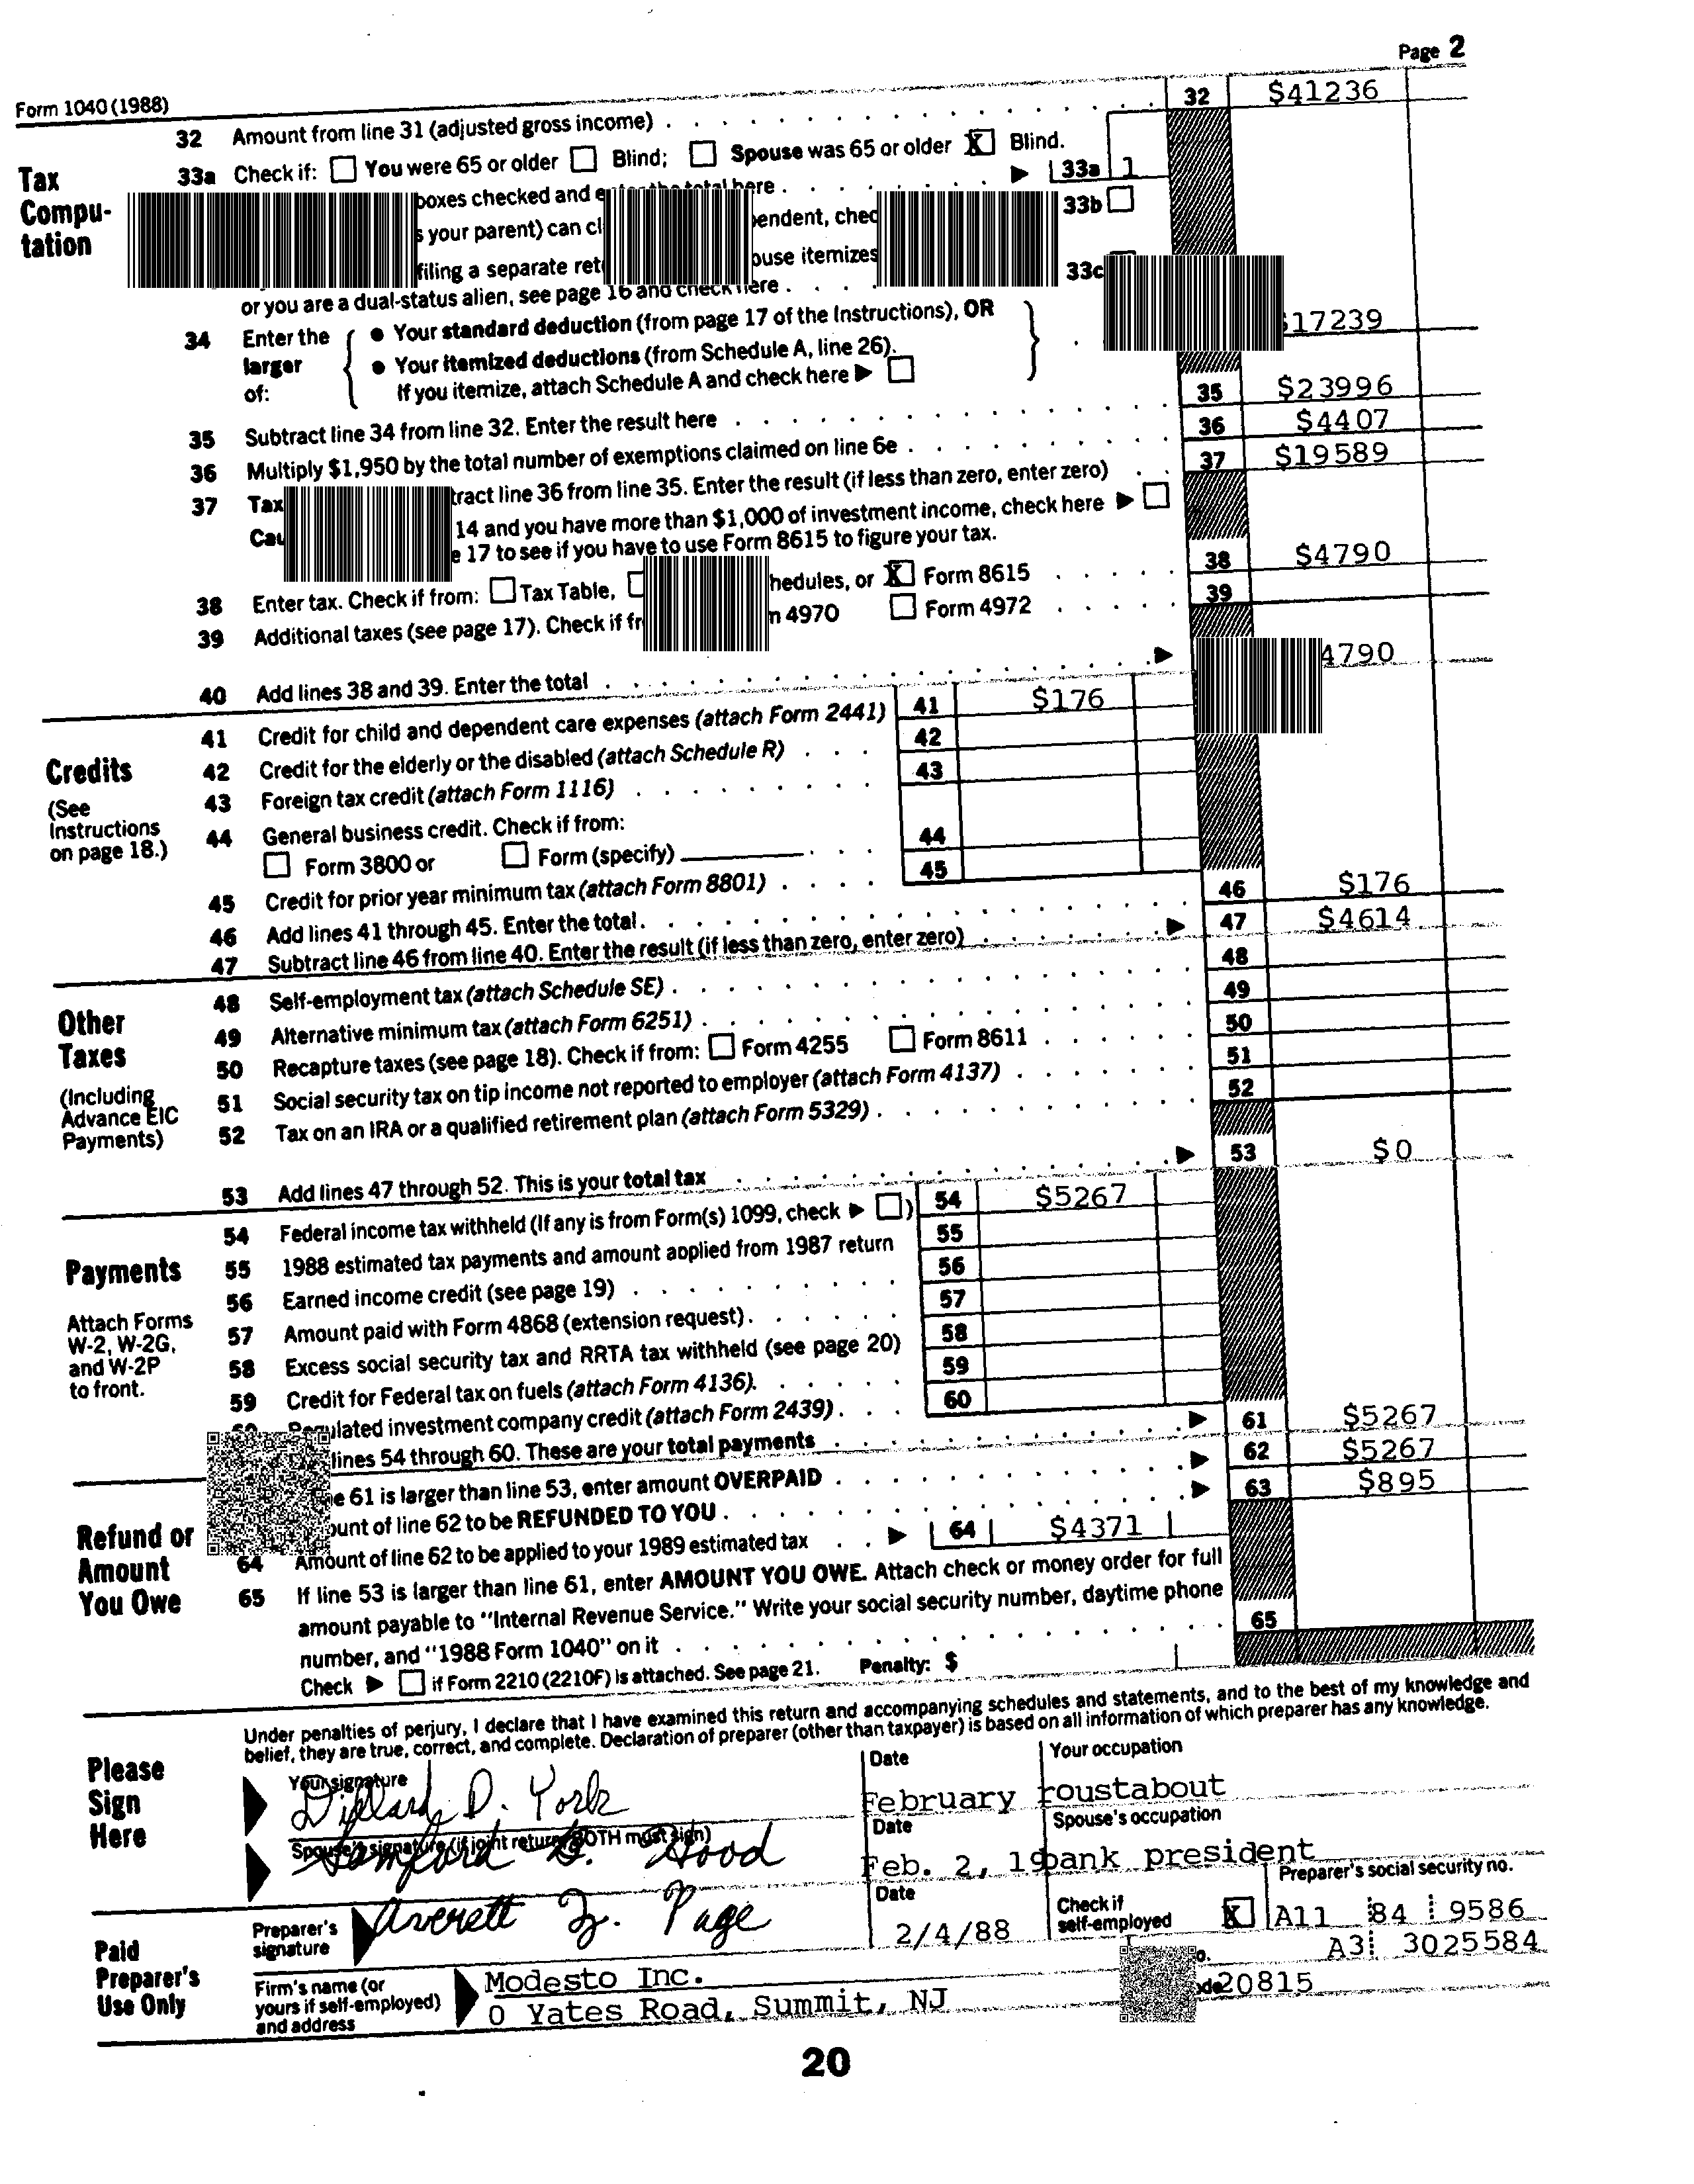 Page 2
Form 1040 (1988)
32 Amount from line 31 (adjusted gross income) 32 $41236
Tax Compu- tation
33a Check if: You were 65 or older Blind; Spouse was 65 or older X Blind.
boxes checked and enter the total here 33a 1
s your parent) can cl endent, chec 33b
filing a separate ret ouse itemizes 33c
or you are a dual-status alien, see page 16 and check here
34 Enter the larger of: • Your standard deduction (from page 17 of the Instructions), OR
• Your itemized deductions (from Schedule A, line 26). 17239
If you itemize, attach Schedule A and check here
35 Subtract line 34 from line 32. Enter the result here 35 $23996
36 Multiply $1,950 by the total number of exemptions claimed on line 6e 36 $4407
37 Tax tract line 36 from line 35. Enter the result (if less than zero, enter zero) 37 $19589
Cau 14 and you have more than $1,000 of investment income, check here
e 17 to see if you have to use Form 8615 to figure your tax.
38 Enter tax. Check if from: Tax Table, hedules, or X Form 8615 38 $4790
39 Additional taxes (see page 17). Check if fr n 4970 Form 4972 39
40 Add lines 38 and 39. Enter the total 4790
Credits
(See Instructions on page 18.)
41 Credit for child and dependent care expenses (attach Form 2441) 41 $176
42 Credit for the elderly or the disabled (attach Schedule R) 42
43 Foreign tax credit (attach Form 1116) 43
44 General business credit. Check if from:
Form 3800 or Form (specify) 44
45 Credit for prior year minimum tax (attach Form 8801) 45
46 Add lines 41 through 45. Enter the total 46 $176
47 Subtract line 46 from line 40. Enter the result (if less than zero, enter zero) 47 $4614
Other Taxes
(Including Advance EIC Payments)
48 Self-employment tax (attach Schedule SE) 48
49 Alternative minimum tax (attach Form 6251) 49
50 Recapture taxes (see page 18). Check if from: Form 4255 Form 8611 50
51 Social security tax on tip income not reported to employer (attach Form 4137) 51
52 Tax on an IRA or a qualified retirement plan (attach Form 5329) 52
53 Add lines 47 through 52. This is your total tax 53 $0
Payments
Attach Forms W-2, W-2G, and W-2P to front.
54 Federal income tax withheld (If any is from Form(s) 1099, check ) 54 $5267
55 1988 estimated tax payments and amount applied from 1987 return 55
56 Earned income credit (see page 19) 56
57 Amount paid with Form 4868 (extension request) 57
58 Excess social security tax and RRTA tax withheld (see page 20) 58
59 Credit for Federal tax on fuels (attach Form 4136). 59
60 Regulated investment company credit (attach Form 2439) 60
lines 54 through 60. These are your total payments 61 $5267
Refund or Amount You Owe
e 61 is larger than line 53, enter amount OVERPAID 62 $5267
ount of line 62 to be REFUNDED TO YOU 63 $895
64 Amount of line 62 to be applied to your 1989 estimated tax 64 $4371
65 If line 53 is larger than line 61, enter AMOUNT YOU OWE. Attach check or money order for full
amount payable to "Internal Revenue Service." Write your social security number, daytime phone
number, and "1988 Form 1040" on it 65
Check if Form 2210 (2210F) is attached. See page 21. Penalty: $
Please Sign Here
Under penalties of perjury, I declare that I have examined this return and accompanying schedules and statements, and to the best of my knowledge and
belief, they are true, correct, and complete. Declaration of preparer (other than taxpayer) is based on all information of which preparer has any knowledge.
Your signature Date Your occupation
Dillard D. York February roustabout
Spouse's signature (if joint return, BOTH must sign) Date Spouse's occupation
Samford B. Hood Feb. 2, 19 bank president
Paid Preparer's Use Only
Preparer's signature Date Check if self-employed Preparer's social security no.
Averett Z. Page 2/4/88 X A11 84 9586
Firm's name (or yours if self-employed) and address
Modesto Inc. o. A3 3025584
0 Yates Road, Summit, NJ 20815
20